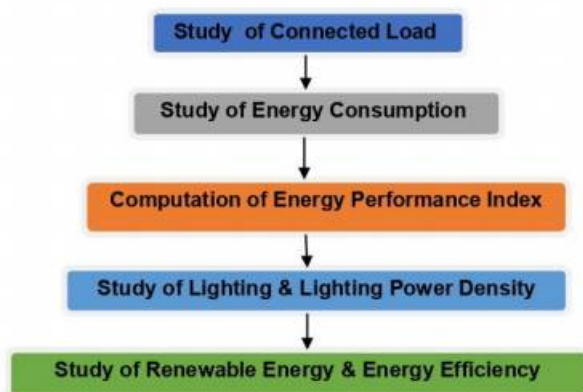 Study of Connected Load
Study of Energy Consumption
Computation of Energy Performance Index
Study of Lighting & Lighting Power Density
Study of Renewable Energy & Energy Efficiency